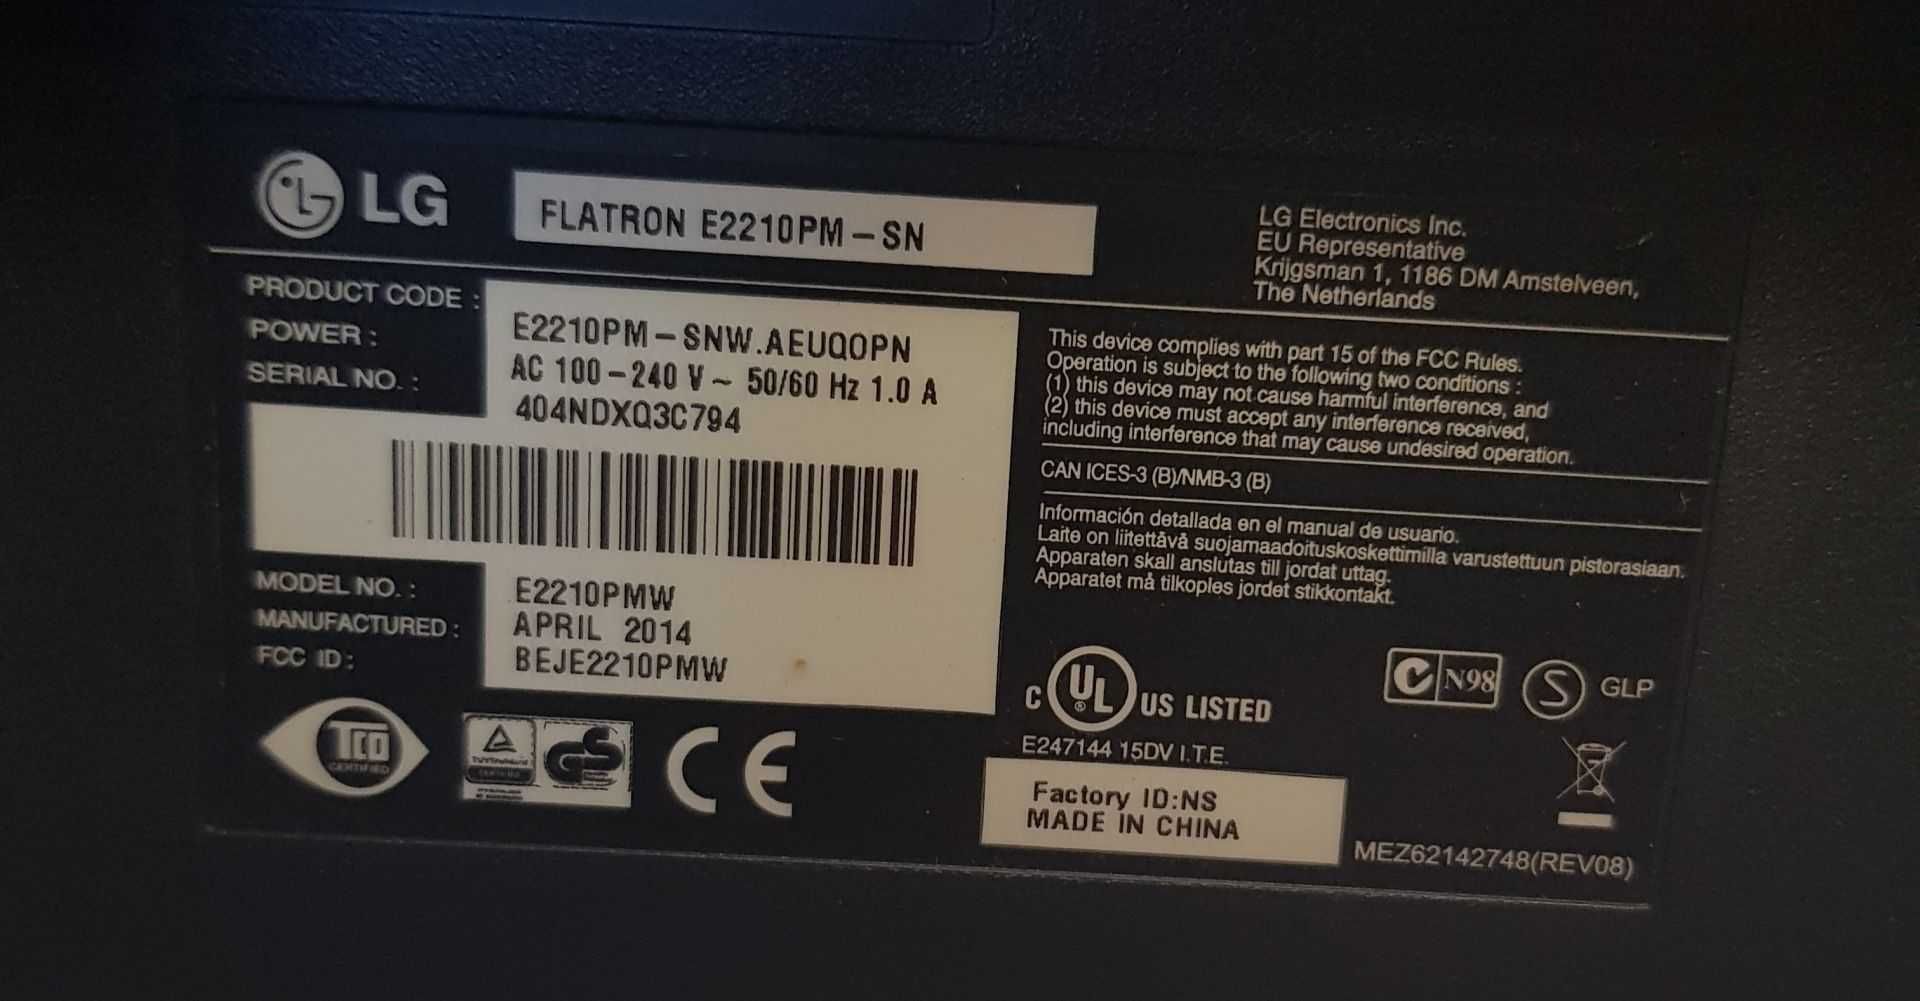 LG
FLATRON E2210PM-SN
LG Electronics Inc.
EU Representative
Krijgsman 1, 1186 DM Amstelveen,
The Netherlands
PRODUCT CODE : E2210PM-SNW.AEUQOPN
POWER : AC 100-240 V ~ 50/60 Hz 1.0 A
SERIAL NO. : 404NDXQ3C794
MODEL NO. : E2210PMW
MANUFACTURED : APRIL 2014
FCC ID : BEJE2210PMW
This device complies with part 15 of the FCC Rules.
Operation is subject to the following two conditions :
(1) this device may not cause harmful interference, and
(2) this device must accept any interference received,
including interference that may cause undesired operation.
CAN ICES-3 (B)/NMB-3 (B)
Información detallada en el manual de usuario.
Laite on liitettävä suojamaadoituskoskettimilla varustettuun pistorasiaan.
Apparaten skall anslutas till jordat uttag.
Apparatet må tilkoples jordet stikkontakt.
TCO
CERTIFIED
TÜVRheinland
CERTIFIED
GS
CE
C UL ® US LISTED
E247144 15DV I.T.E.
N98
S GLP
Factory ID:NS
MADE IN CHINA
MEZ62142748(REV08)